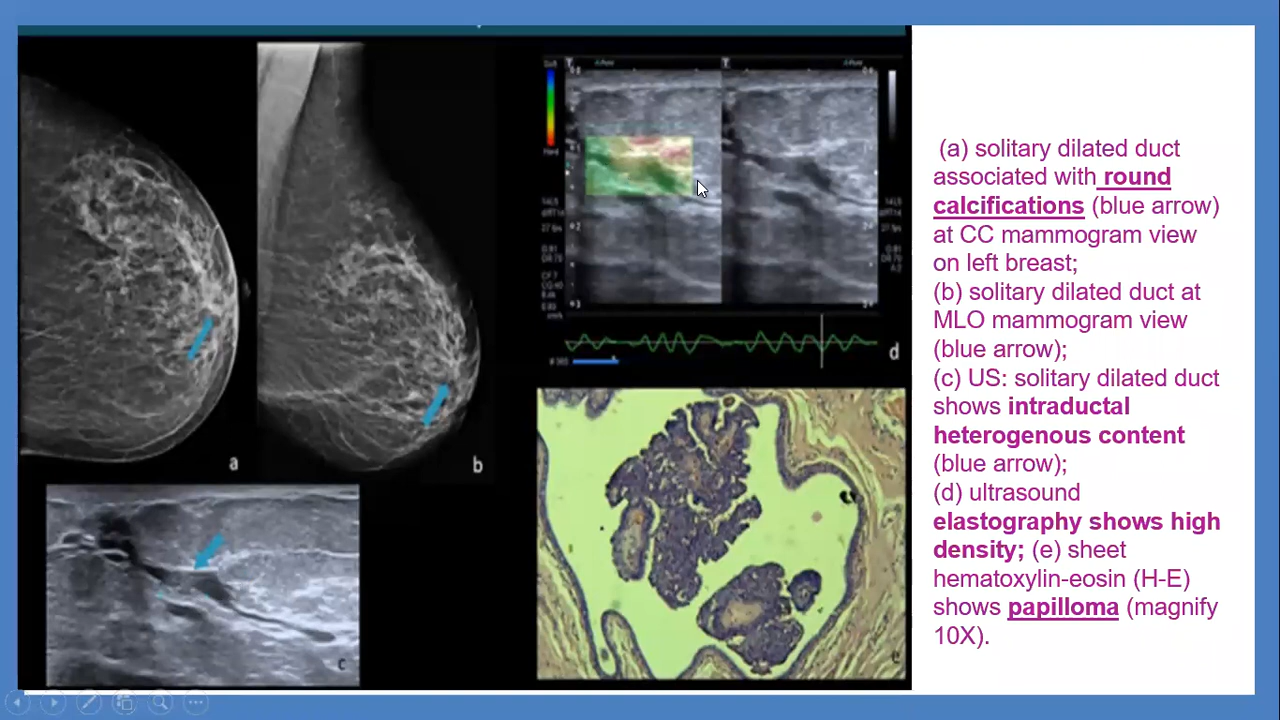 (a) solitary dilated duct
associated with round
calcifications (blue arrow)
at CC mammogram view
on left breast;
(b) solitary dilated duct at
MLO mammogram view
(blue arrow);
(c) US: solitary dilated duct
shows intraductal
heterogenous content
(blue arrow);
(d) ultrasound
elastography shows high
density; (e) sheet
hematoxylin-eosin (H-E)
shows papilloma (magnify
10X).
a
b
c
d
e